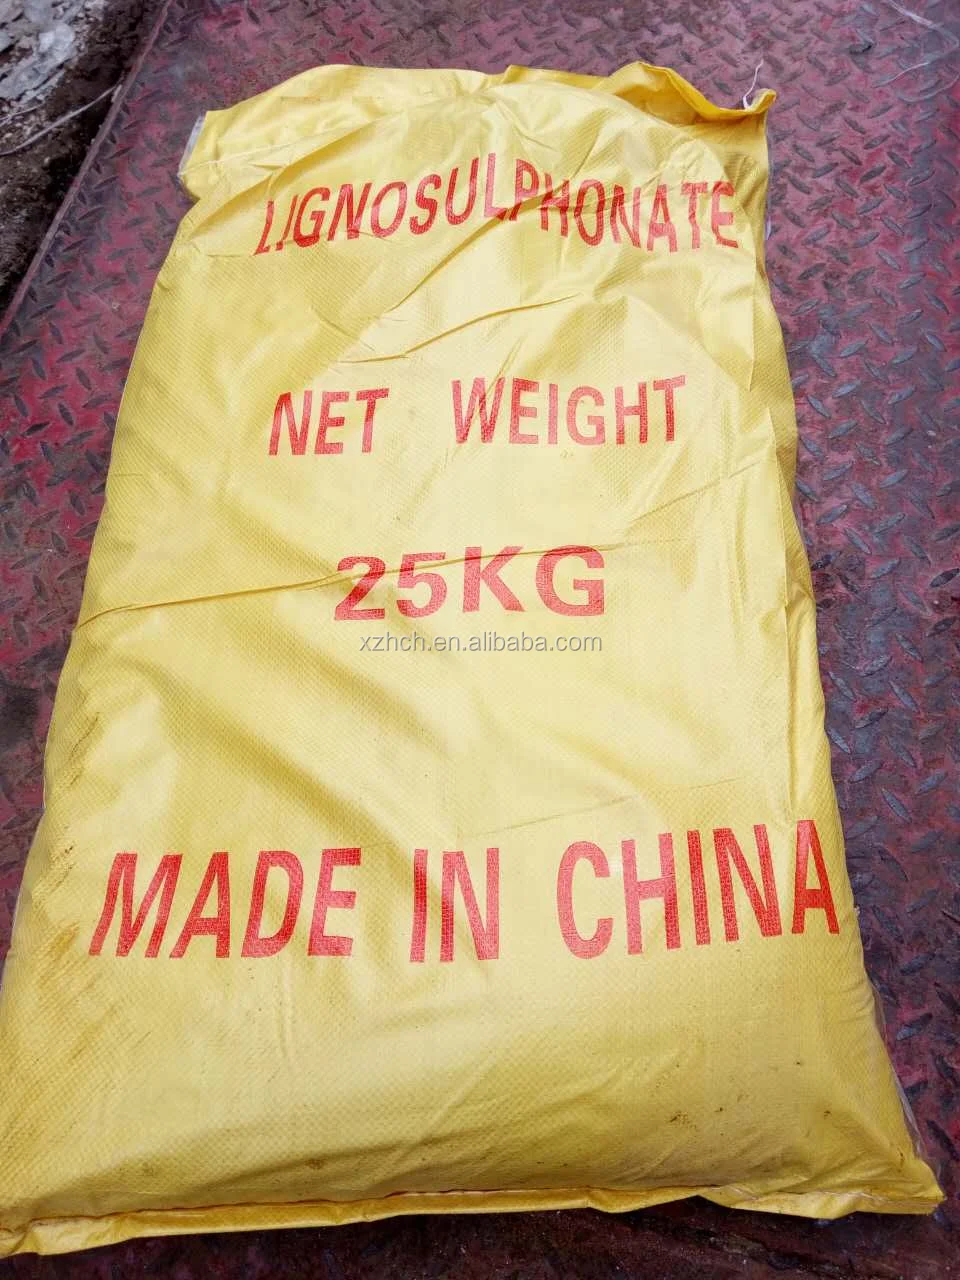 LIGNOSULPHONATE
NET WEIGHT
25KG
xzhch.en.alibaba.com
MADE IN CHINA